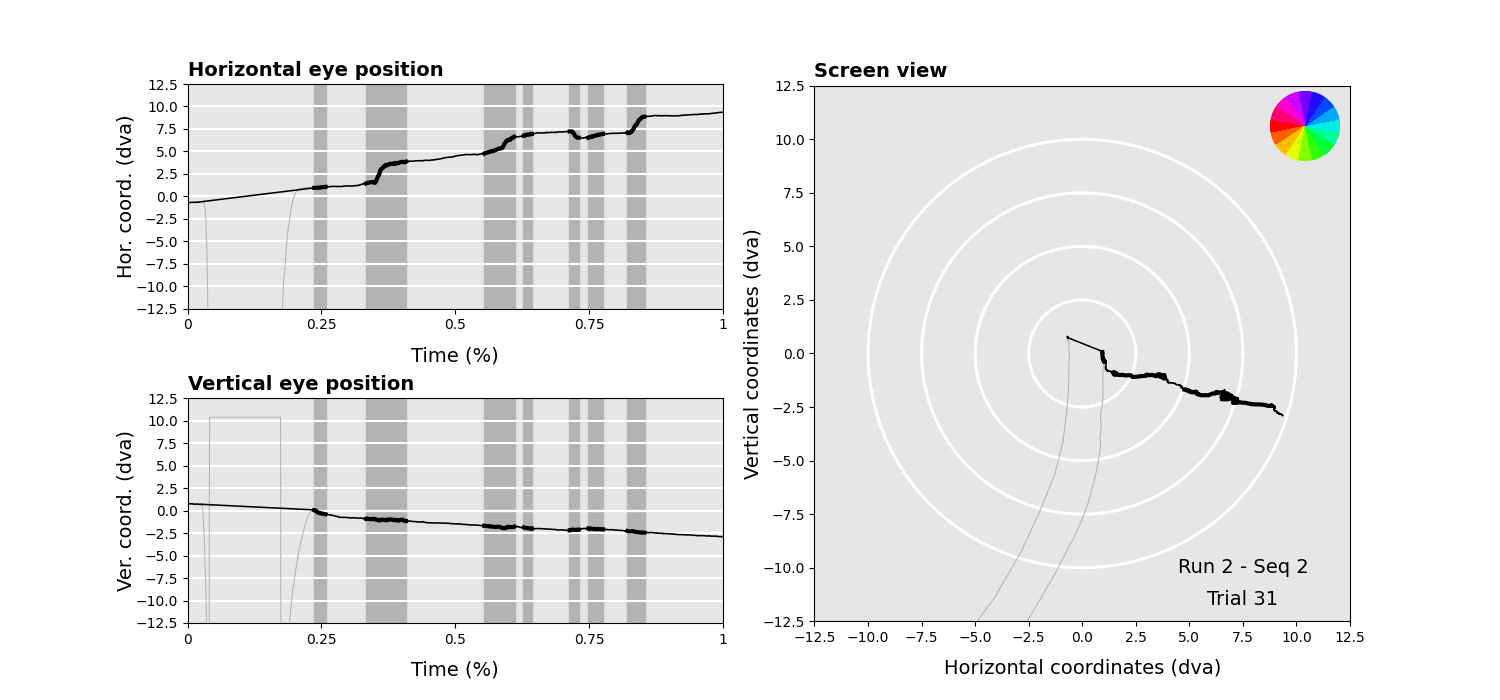 Horizontal eye position
Hor. coord. (dva)
12.5
10.0
7.5
5.0
2.5
0.0
−2.5
−5.0
−7.5
−10.0
−12.5
0 0.25 0.5 0.75 1
Time (%)
Vertical eye position
Ver. coord. (dva)
12.5
10.0
7.5
5.0
2.5
0.0
−2.5
−5.0
−7.5
−10.0
−12.5
0 0.25 0.5 0.75 1
Time (%)
Screen view
Vertical coordinates (dva)
12.5
10.0
7.5
5.0
2.5
0.0
−2.5
−5.0
−7.5
−10.0
−12.5
Run 2 - Seq 2
Trial 31
−12.5 −10.0 −7.5 −5.0 −2.5 0.0 2.5 5.0 7.5 10.0 12.5
Horizontal coordinates (dva)